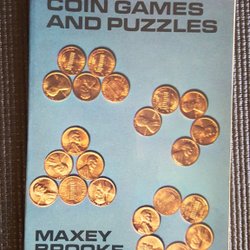 COIN GAMES
AND PUZZLES
MAXEY
BROOKE